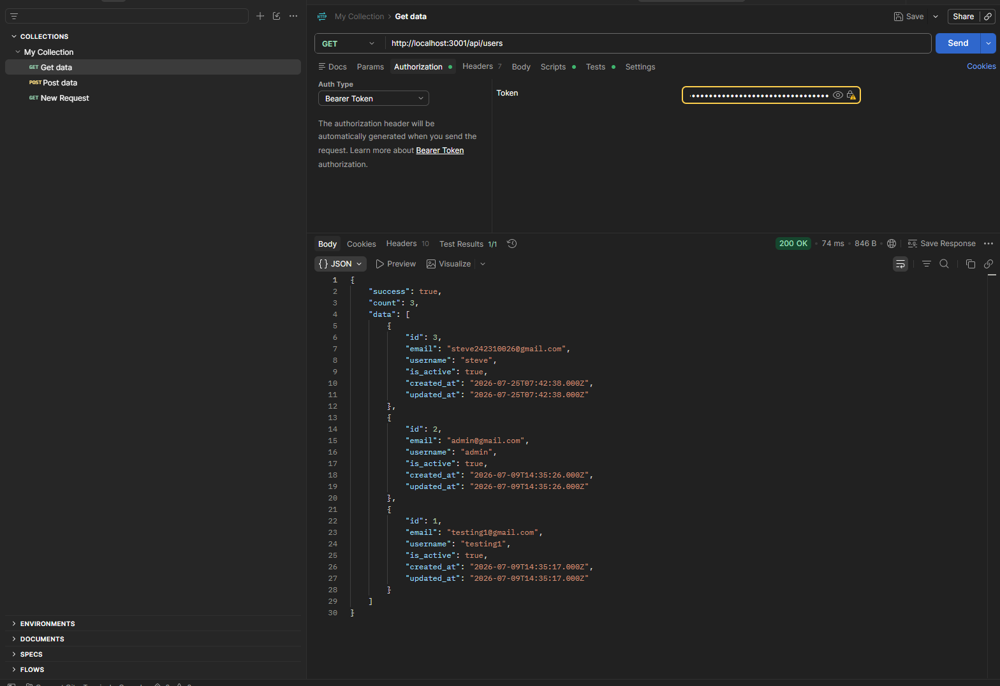 COLLECTIONS
My Collection
GET Get data
POST Post data
GET New Request
ENVIRONMENTS
DOCUMENTS
SPECS
FLOWS
HTTP My Collection > Get data
Save
Share
GET
http://localhost:3001/api/users
Send
Docs Params Authorization Headers 7 Body Scripts Tests Settings
Cookies
Auth Type
Bearer Token
The authorization header will be
automatically generated when you send the
request. Learn more about Bearer Token
authorization.
Token
Body Cookies Headers 10 Test Results 1/1
200 OK • 74 ms • 846 B • e.g. Save Response
{ } JSON Preview Visualize
1 {
2 "success": true,
3 "count": 3,
4 "data": [
5 {
6 "id": 3,
7 "email": "steve242310026@gmail.com",
8 "username": "steve",
9 "is_active": true,
10 "created_at": "2026-07-25T07:42:38.000Z",
11 "updated_at": "2026-07-25T07:42:38.000Z"
12 },
13 {
14 "id": 2,
15 "email": "admin@gmail.com",
16 "username": "admin",
17 "is_active": true,
18 "created_at": "2026-07-09T14:35:26.000Z",
19 "updated_at": "2026-07-09T14:35:26.000Z"
20 },
21 {
22 "id": 1,
23 "email": "testing1@gmail.com",
24 "username": "testing1",
25 "is_active": true,
26 "created_at": "2026-07-09T14:35:17.000Z",
27 "updated_at": "2026-07-09T14:35:17.000Z"
28 }
29 ]
30 }